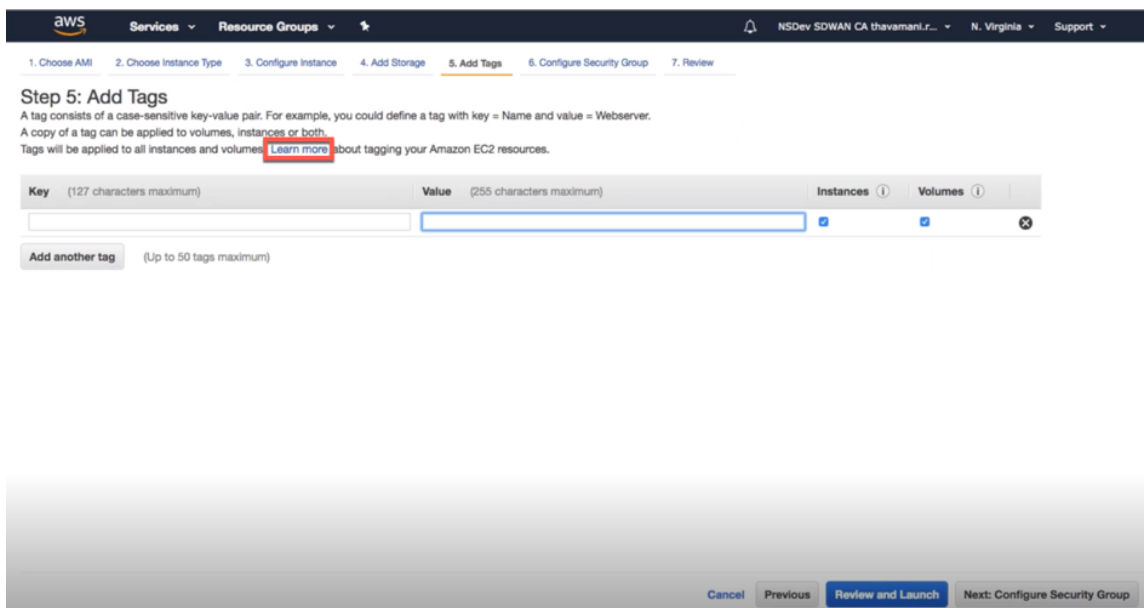 aws Services Resource Groups NSDev SDWAN CA thavamani.r... N. Virginia Support
1. Choose AMI 2. Choose Instance Type 3. Configure Instance 4. Add Storage 5. Add Tags 6. Configure Security Group 7. Review
Step 5: Add Tags
A tag consists of a case-sensitive key-value pair. For example, you could define a tag with key = Name and value = Webserver.
A copy of a tag can be applied to volumes, instances or both.
Tags will be applied to all instances and volumes. Learn more about tagging your Amazon EC2 resources.
Key (127 characters maximum) Value (255 characters maximum) Instances i Volumes i
Add another tag (Up to 50 tags maximum)
Cancel Previous Review and Launch Next: Configure Security Group